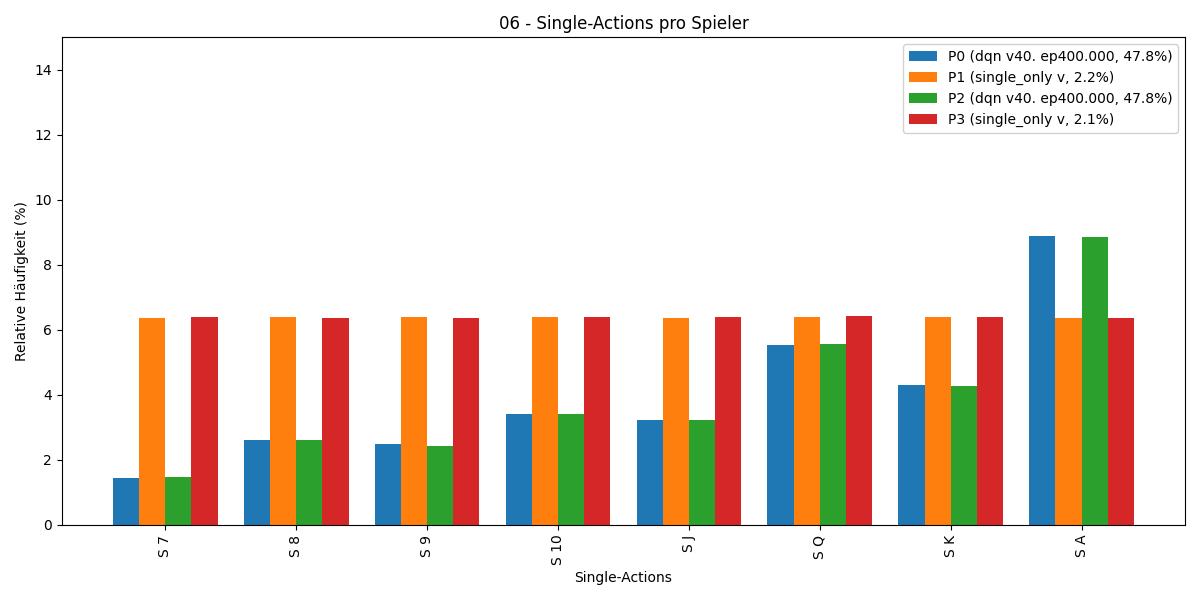 06 - Single-Actions pro Spieler
P0 (dqn v40. ep400.000, 47.8%)
P1 (single_only v, 2.2%)
P2 (dqn v40. ep400.000, 47.8%)
P3 (single_only v, 2.1%)
Relative Häufigkeit (%)
14
12
10
8
6
4
2
0
S 7
S 8
S 9
S 10
S J
S Q
S K
S A
Single-Actions